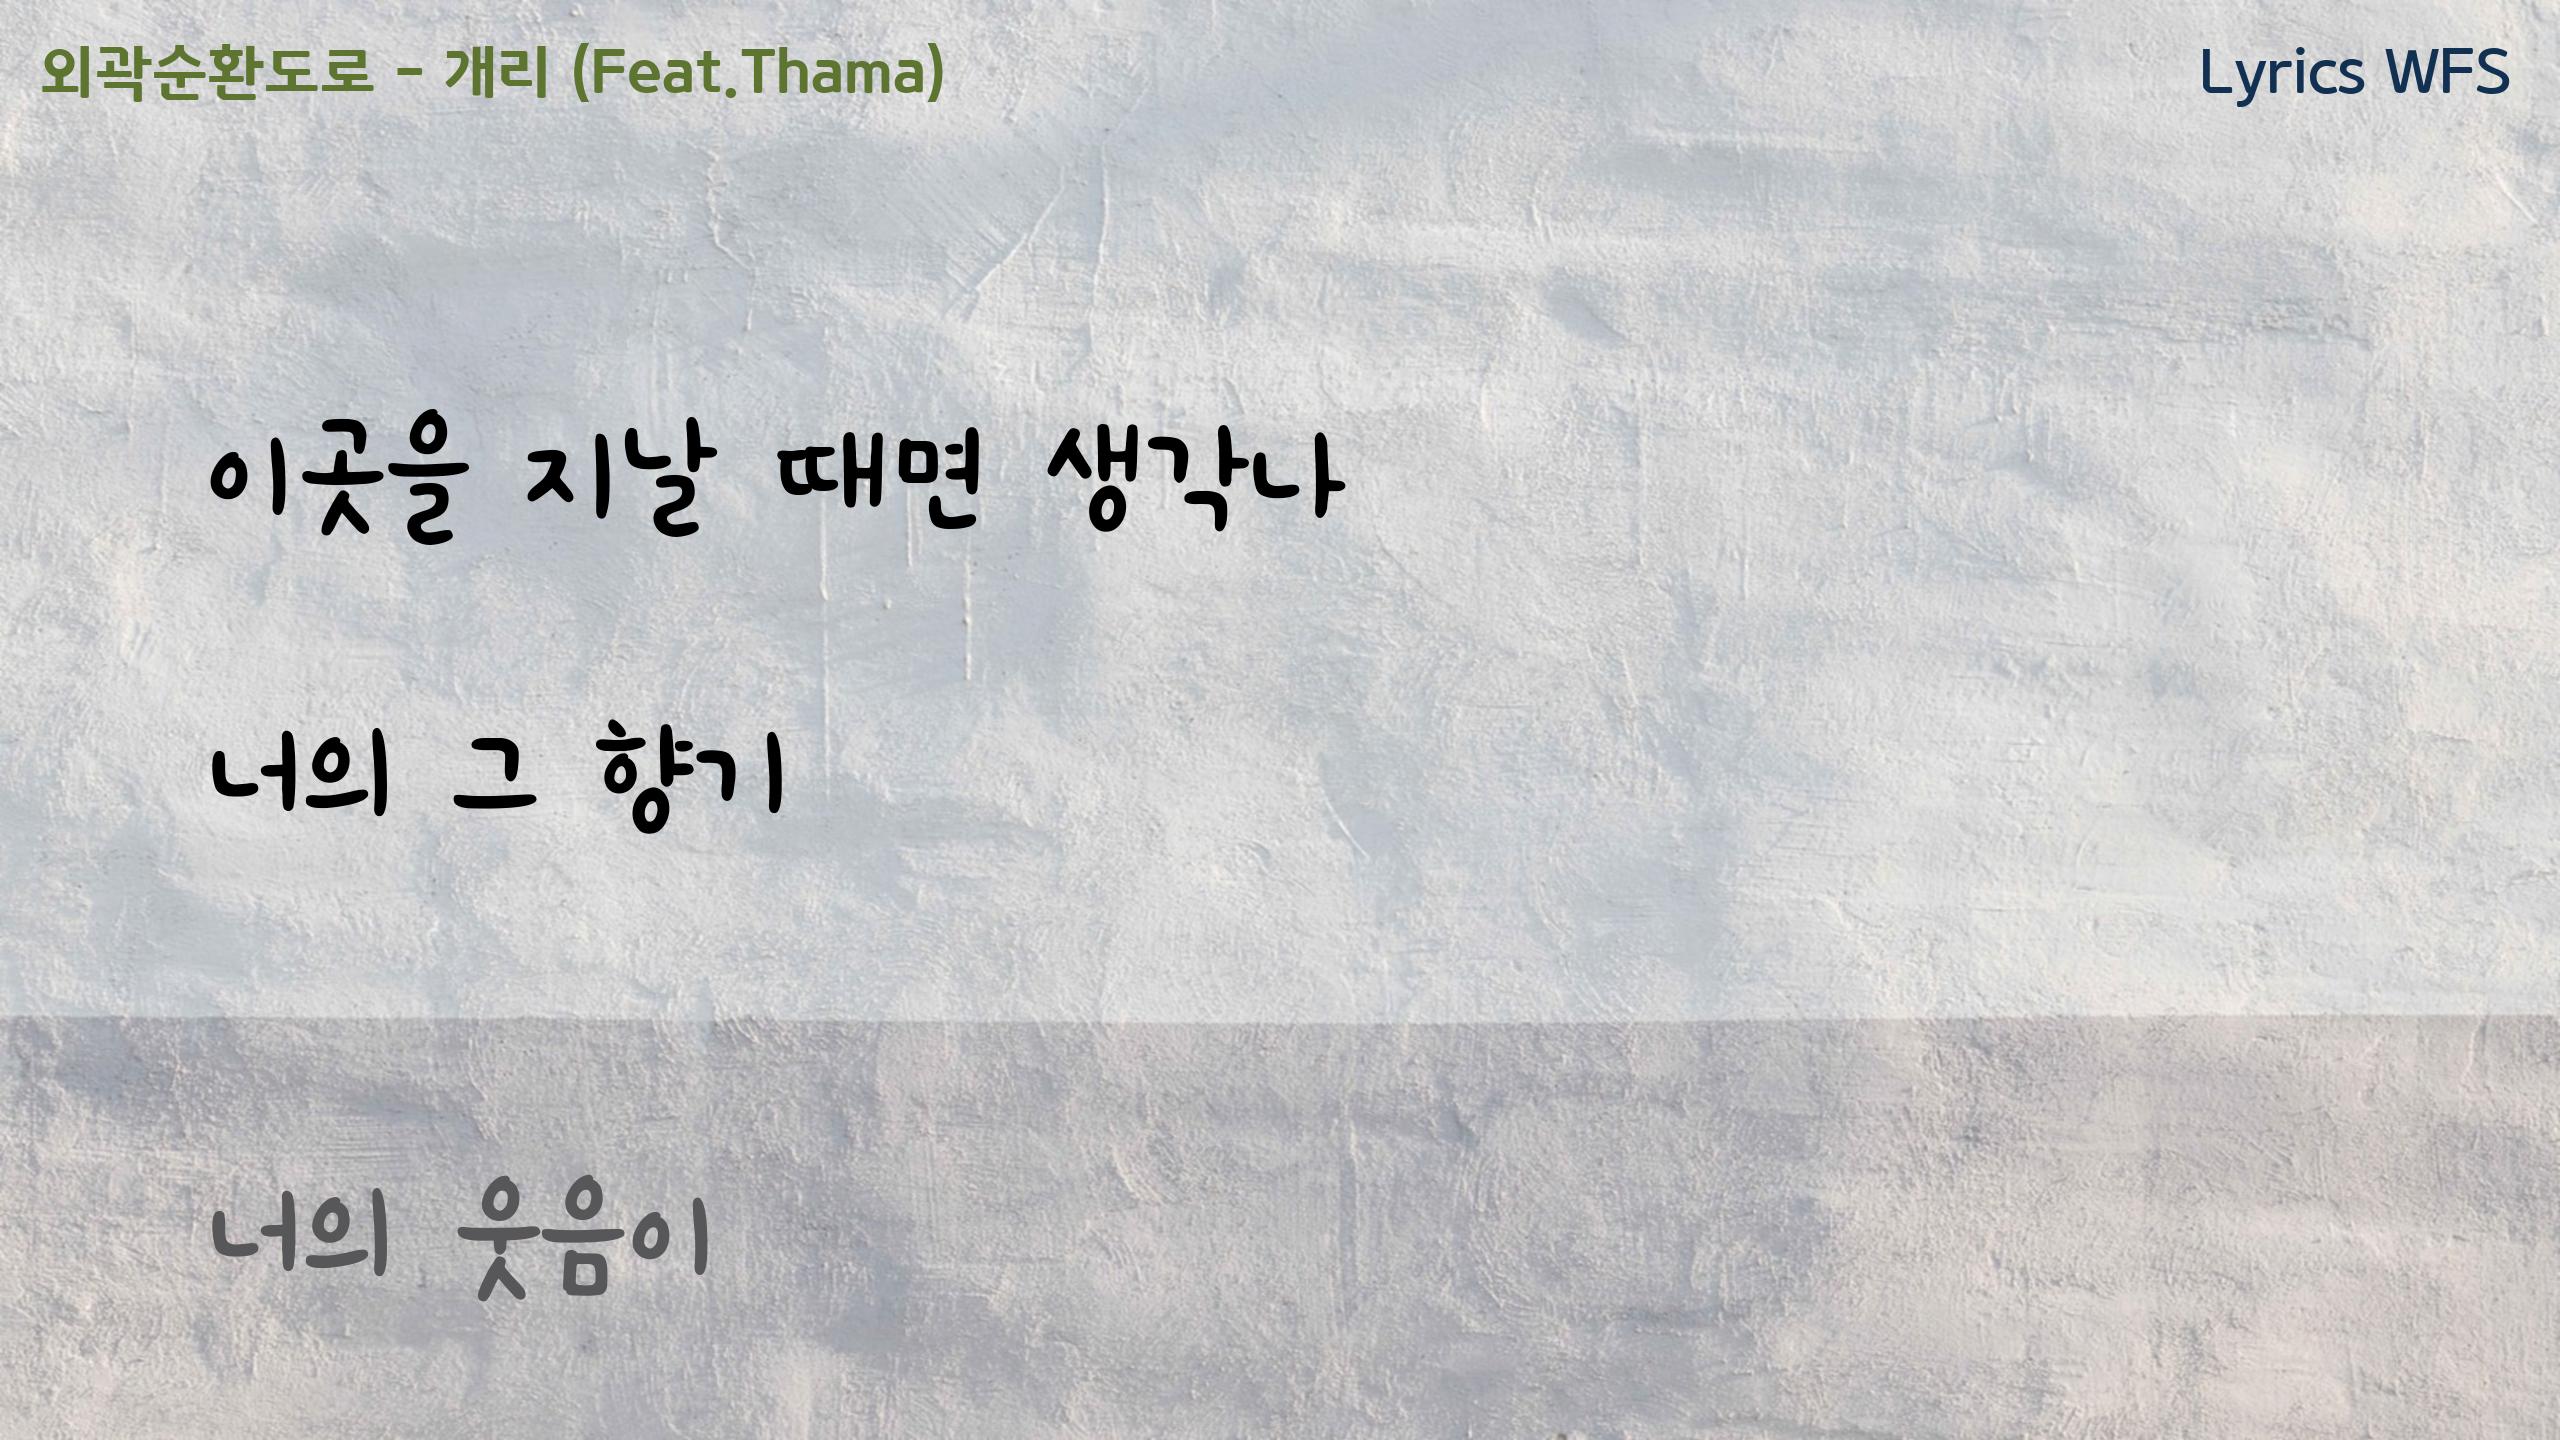 외곽순환도로 - 개리 (Feat.Thama)
Lyrics WFS
이곳을 지날 때면 생각나
너의 그 향기
너의 웃음이